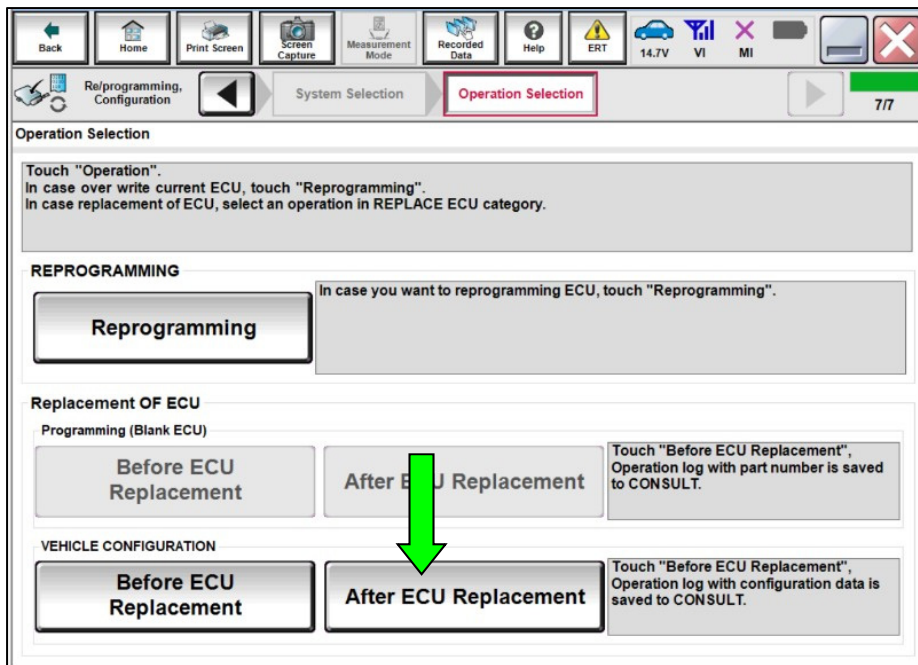 Back
Home
Print Screen
Screen
Capture
Measurement
Mode
Recorded
Data
Help
ERT
14.7V
VI
MI
Re/programming,
Configuration
System Selection
Operation Selection
7/7
Operation Selection
Touch "Operation".
In case over write current ECU, touch "Reprogramming".
In case replacement of ECU, select an operation in REPLACE ECU category.
REPROGRAMMING
Reprogramming
In case you want to reprogramming ECU, touch "Reprogramming".
Replacement OF ECU
Programming (Blank ECU)
Before ECU
Replacement
After ECU Replacement
Touch "Before ECU Replacement",
Operation log with part number is saved
to CONSULT.
VEHICLE CONFIGURATION
Before ECU
Replacement
After ECU Replacement
Touch "Before ECU Replacement",
Operation log with configuration data is
saved to CONSULT.